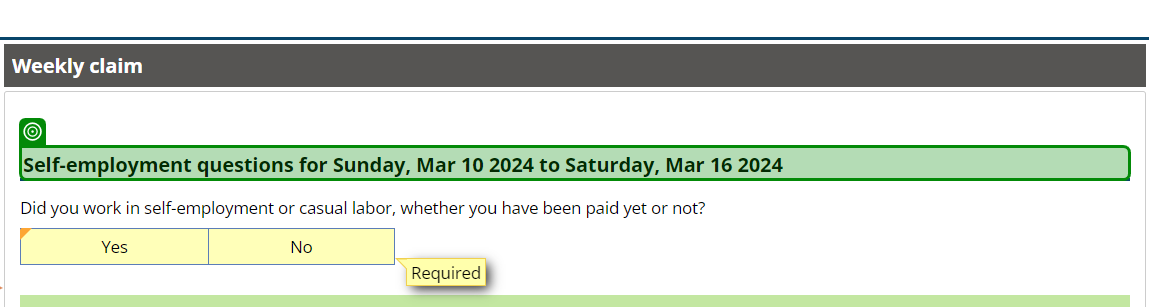 Weekly claim
Self-employment questions for Sunday, Mar 10 2024 to Saturday, Mar 16 2024
Did you work in self-employment or casual labor, whether you have been paid yet or not?
Yes No
Required